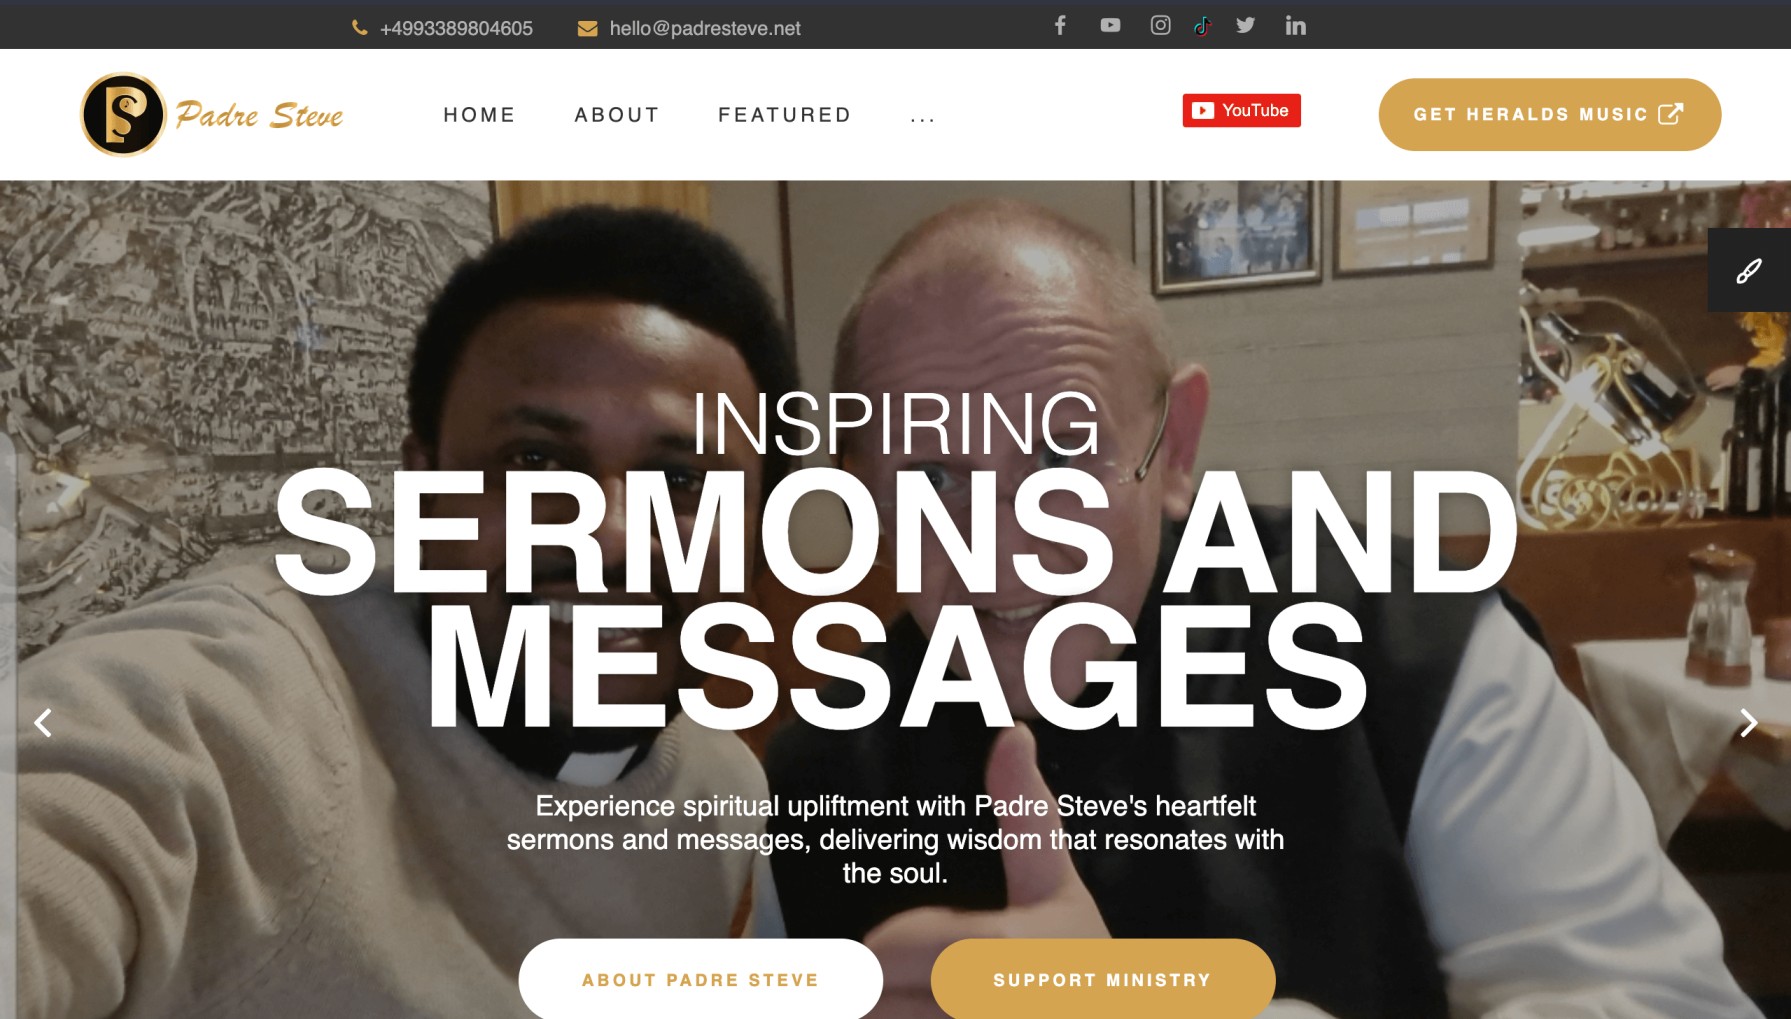 +4993389804605 hello@padresteve.net
Padre Steve HOME ABOUT FEATURED ... YouTube GET HERALDS MUSIC
INSPIRING
SERMONS AND
MESSAGES
Experience spiritual upliftment with Padre Steve's heartfelt
sermons and messages, delivering wisdom that resonates with
the soul.
ABOUT PADRE STEVE SUPPORT MINISTRY